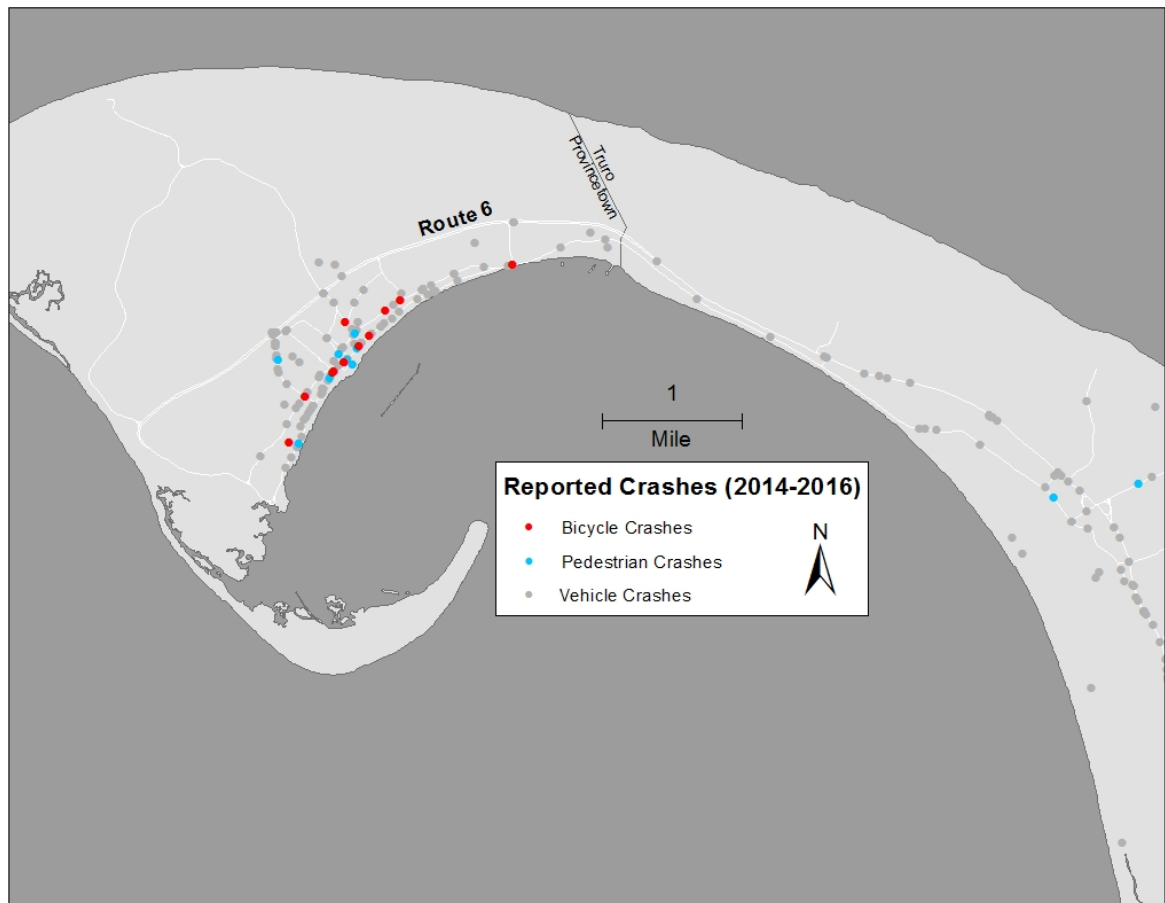 Truro
Provincetown
Route 6
1
Mile
Reported Crashes (2014-2016)
Bicycle Crashes
Pedestrian Crashes
Vehicle Crashes
N